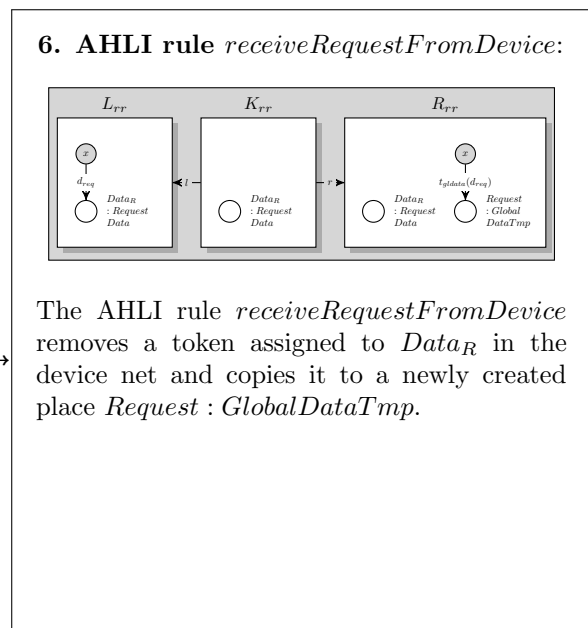 6. AHLI rule receiveRequestFromDevice:
L_rr K_rr R_rr
x x
d_req l r t_gldata(d_req)
Data_R Data_R Data_R Request
: Request : Request : Request : Global
Data Data Data DataTmp
The AHLI rule receiveRequestFromDevice
removes a token assigned to Data_R in the
device net and copies it to a newly created
place Request : GlobalDataTmp.